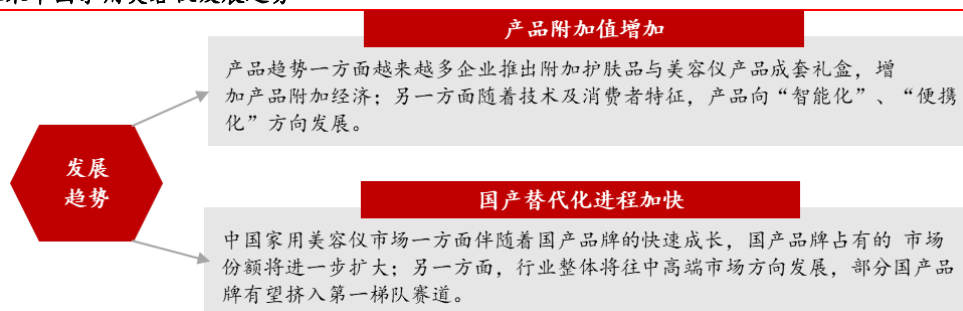 产品附加值增加
产品趋势一方面越来越多企业推出附加护肤品与美容仪产品成套礼盒，增
加产品附加经济；另一方面随着技术及消费者特征，产品向“智能化”、“便携
化”方向发展。
发展
趋势
国产替代化进程加快
中国家用美容仪市场一方面伴随着国产品牌的快速成长，国产品牌占有的 市场
份额将进一步扩大；另一方面，行业整体将往中高端市场方向发展，部分国产品
牌有望挤入第一梯队赛道。